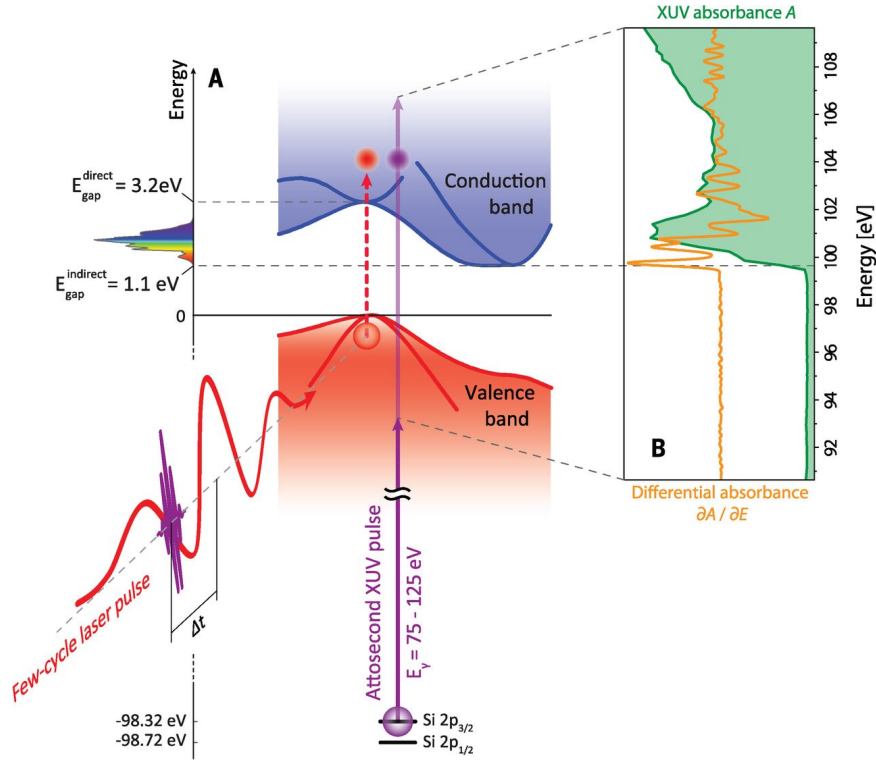 A
Energy
E_gap^direct = 3.2eV
E_gap^indirect = 1.1 eV
0
Conduction
band
Valence
band
Few-cycle laser pulse
Δt
Attosecond XUV pulse
E_γ = 75 - 125 eV
-98.32 eV
-98.72 eV
Si 2p_3/2
Si 2p_1/2
XUV absorbance A
108
106
104
102
100
98
96
94
92
Energy [eV]
B
Differential absorbance
∂A / ∂E